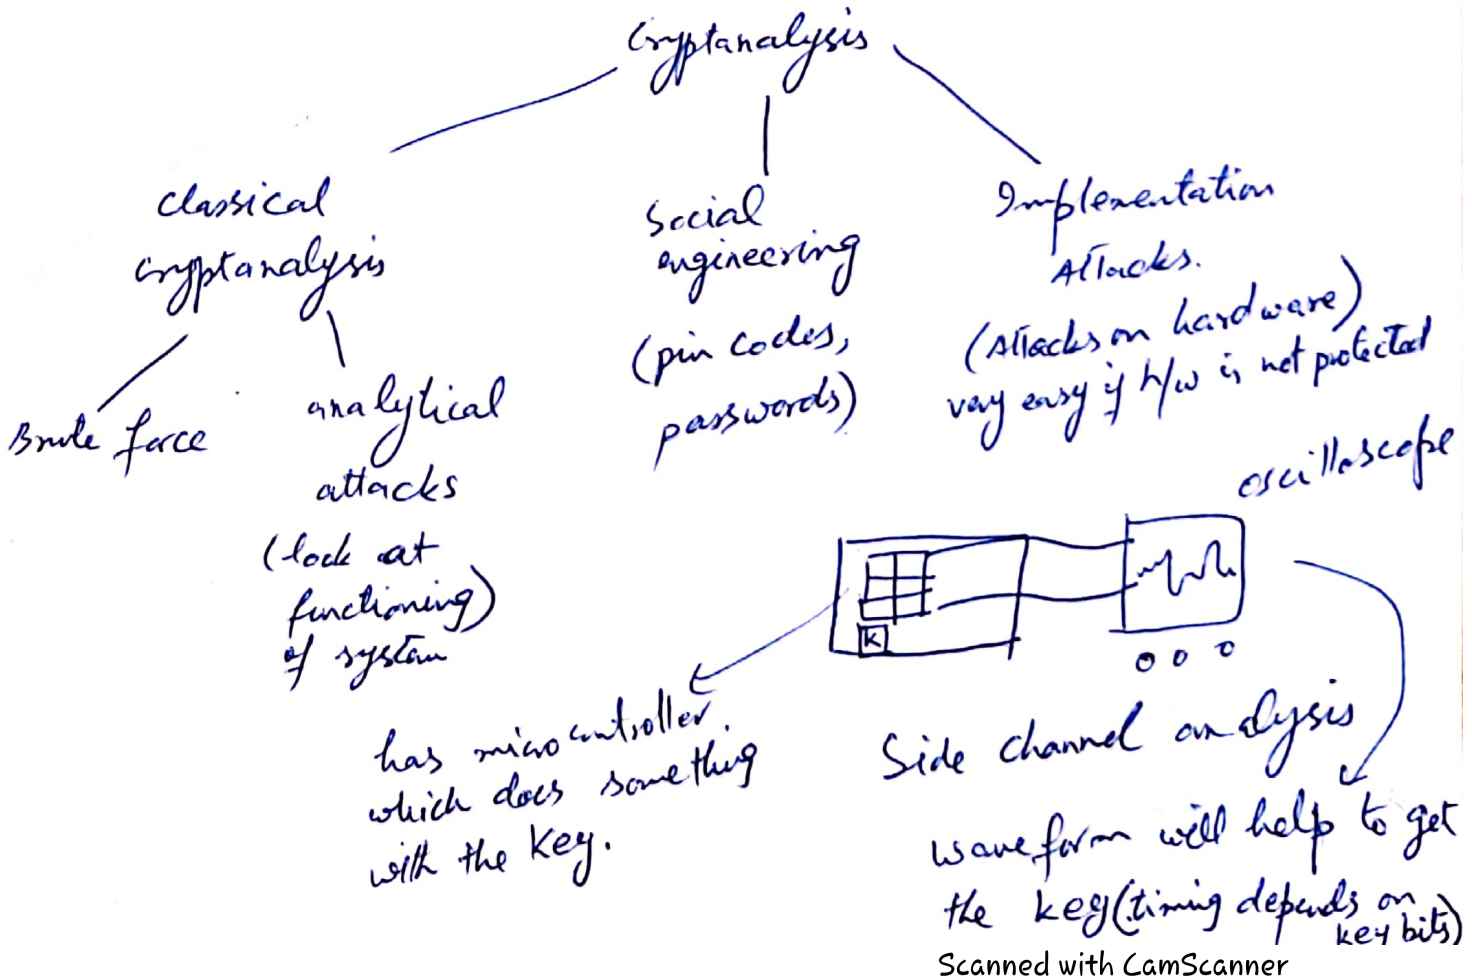 Cryptanalysis
classical
cryptanalysis
Brute force
analytical
attacks
(look at
functioning)
of system
Social
engineering
(pin codes,
passwords)
Implementation
Attacks.
(Attacks on hardware)
very easy if h/w is not protected
oscilloscope
K
has microcontroller.
which does something
with the key.
Side channel analysis
waveform will help to get
the key (timing depends on
key bits)
Scanned with CamScanner